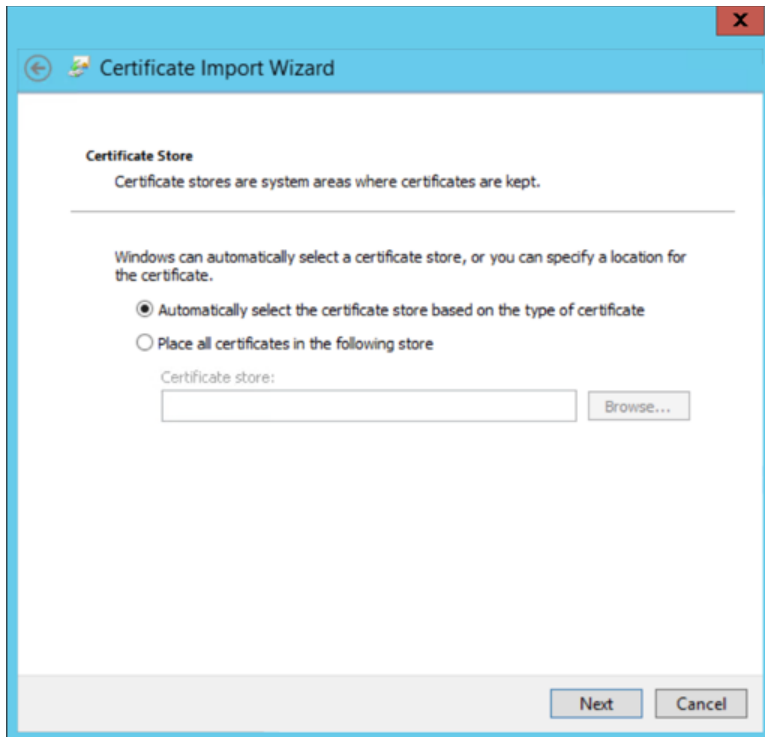 X
Certificate Import Wizard
Certificate Store
Certificate stores are system areas where certificates are kept.
Windows can automatically select a certificate store, or you can specify a location for
the certificate.
Automatically select the certificate store based on the type of certificate
Place all certificates in the following store
Certificate store:
Browse...
Next Cancel